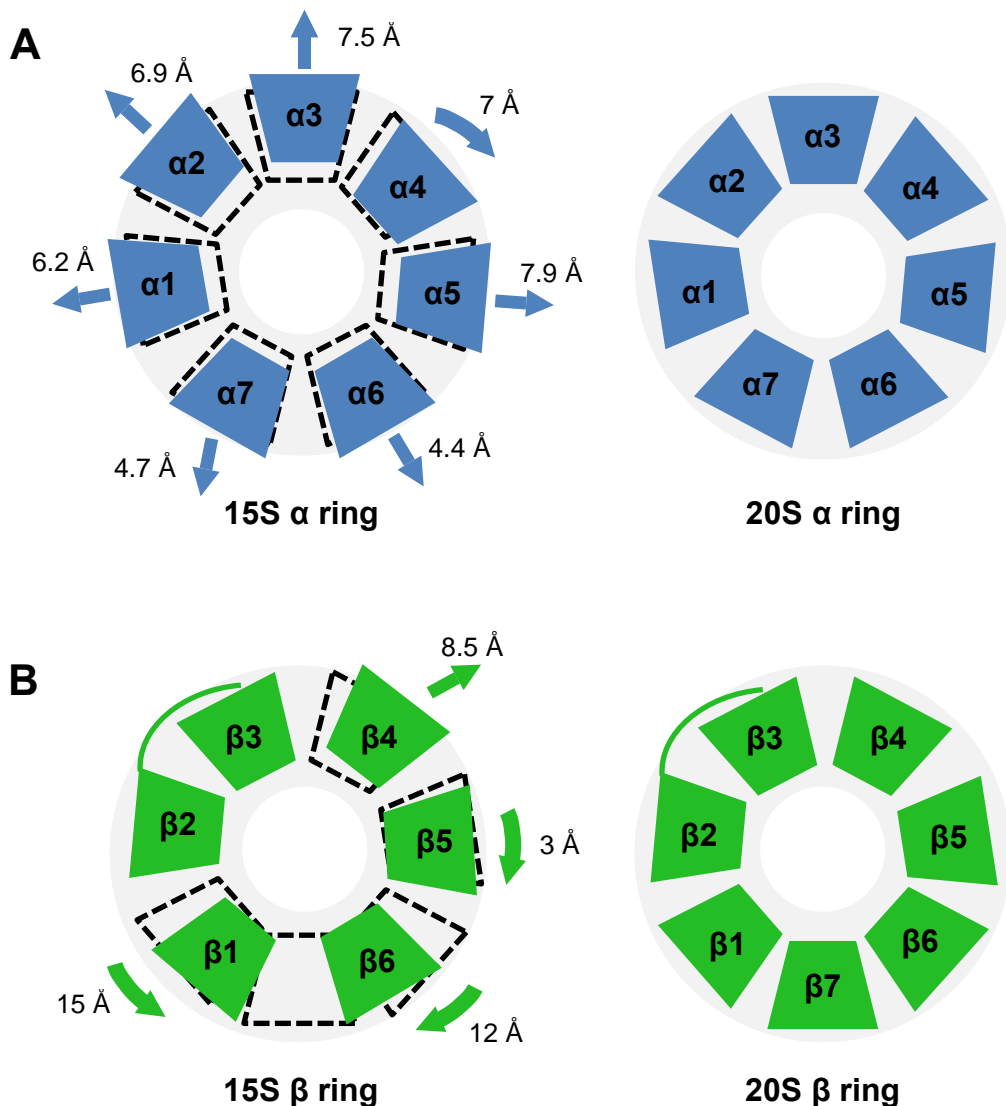 A
7.5 Å
6.9 Å
7 Å
α3
α3
α2
α4
α2
α4
6.2 Å
7.9 Å
α1
α5
α1
α5
α7
α6
α7
α6
4.7 Å
4.4 Å
15S α ring
20S α ring
B
8.5 Å
β3
β4
β3
β4
β2
β5
3 Å
β2
β5
β1
β6
β1
β6
β7
15 Å
12 Å
15S β ring
20S β ring